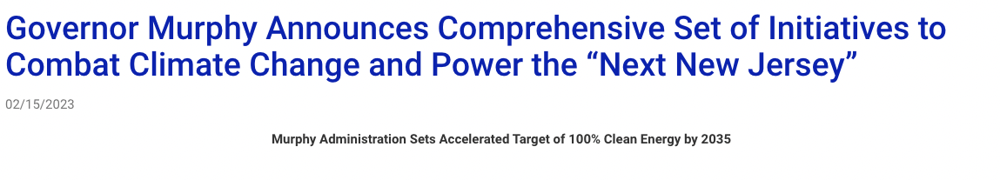 Governor Murphy Announces Comprehensive Set of Initiatives to
Combat Climate Change and Power the “Next New Jersey”
02/15/2023
Murphy Administration Sets Accelerated Target of 100% Clean Energy by 2035